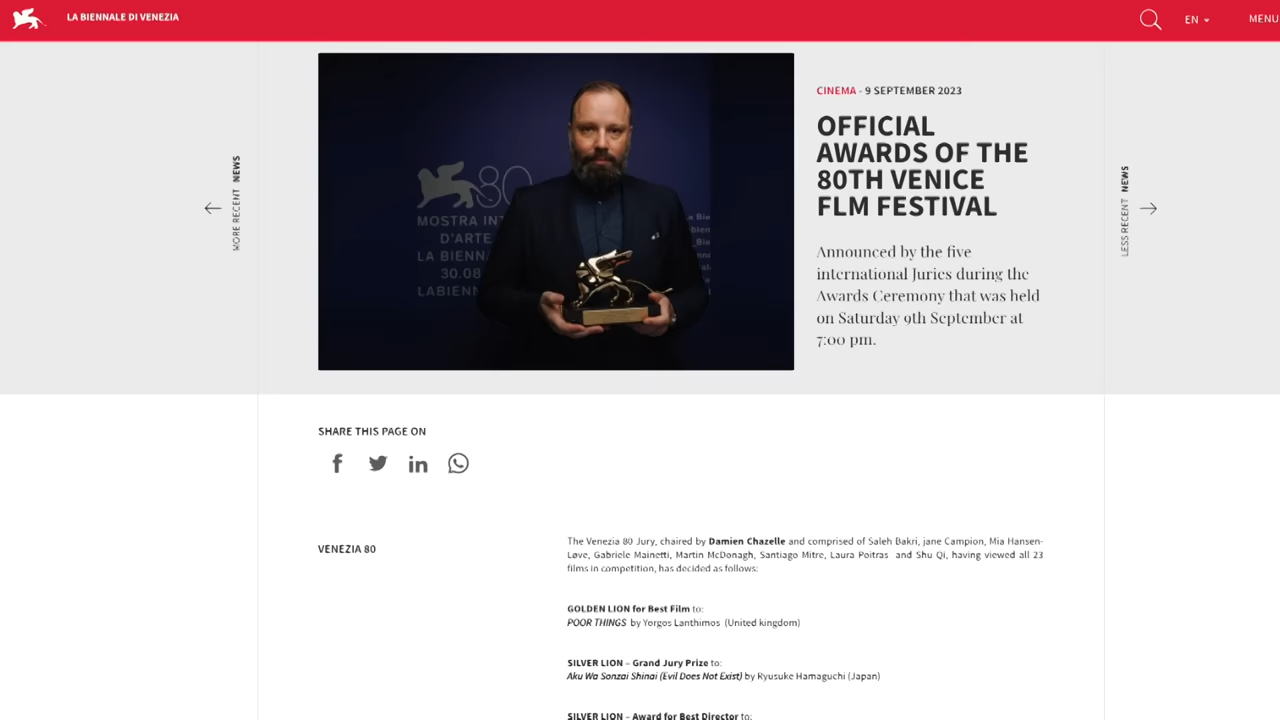 LA BIENNALE DI VENEZIA
EN
MENU
CINEMA - 9 SEPTEMBER 2023
OFFICIAL
AWARDS OF THE
80TH VENICE
FLM FESTIVAL
Announced by the five
international Juries during the
Awards Ceremony that was held
on Saturday 9th September at
7:00 pm.
MORE RECENT NEWS
LESS RECENT NEWS
80
MOSTRA INT
D'ARTE
LA BIENN
30.08
LABIENN
SHARE THIS PAGE ON
VENEZIA 80
The Venezia 80 Jury, chaired by Damien Chazelle and comprised of Saleh Bakri, jane Campion, Mia Hansen-
Løve, Gabriele Mainetti, Martin McDonagh, Santiago Mitre, Laura Poitras and Shu Qi, having viewed all 23
films in competition, has decided as follows:
GOLDEN LION for Best Film to:
POOR THINGS by Yorgos Lanthimos (United kingdom)
SILVER LION – Grand Jury Prize to:
Aku Wa Sonzai Shinai (Evil Does Not Exist) by Ryusuke Hamaguchi (Japan)
SILVER LION – Award for Best Director to: